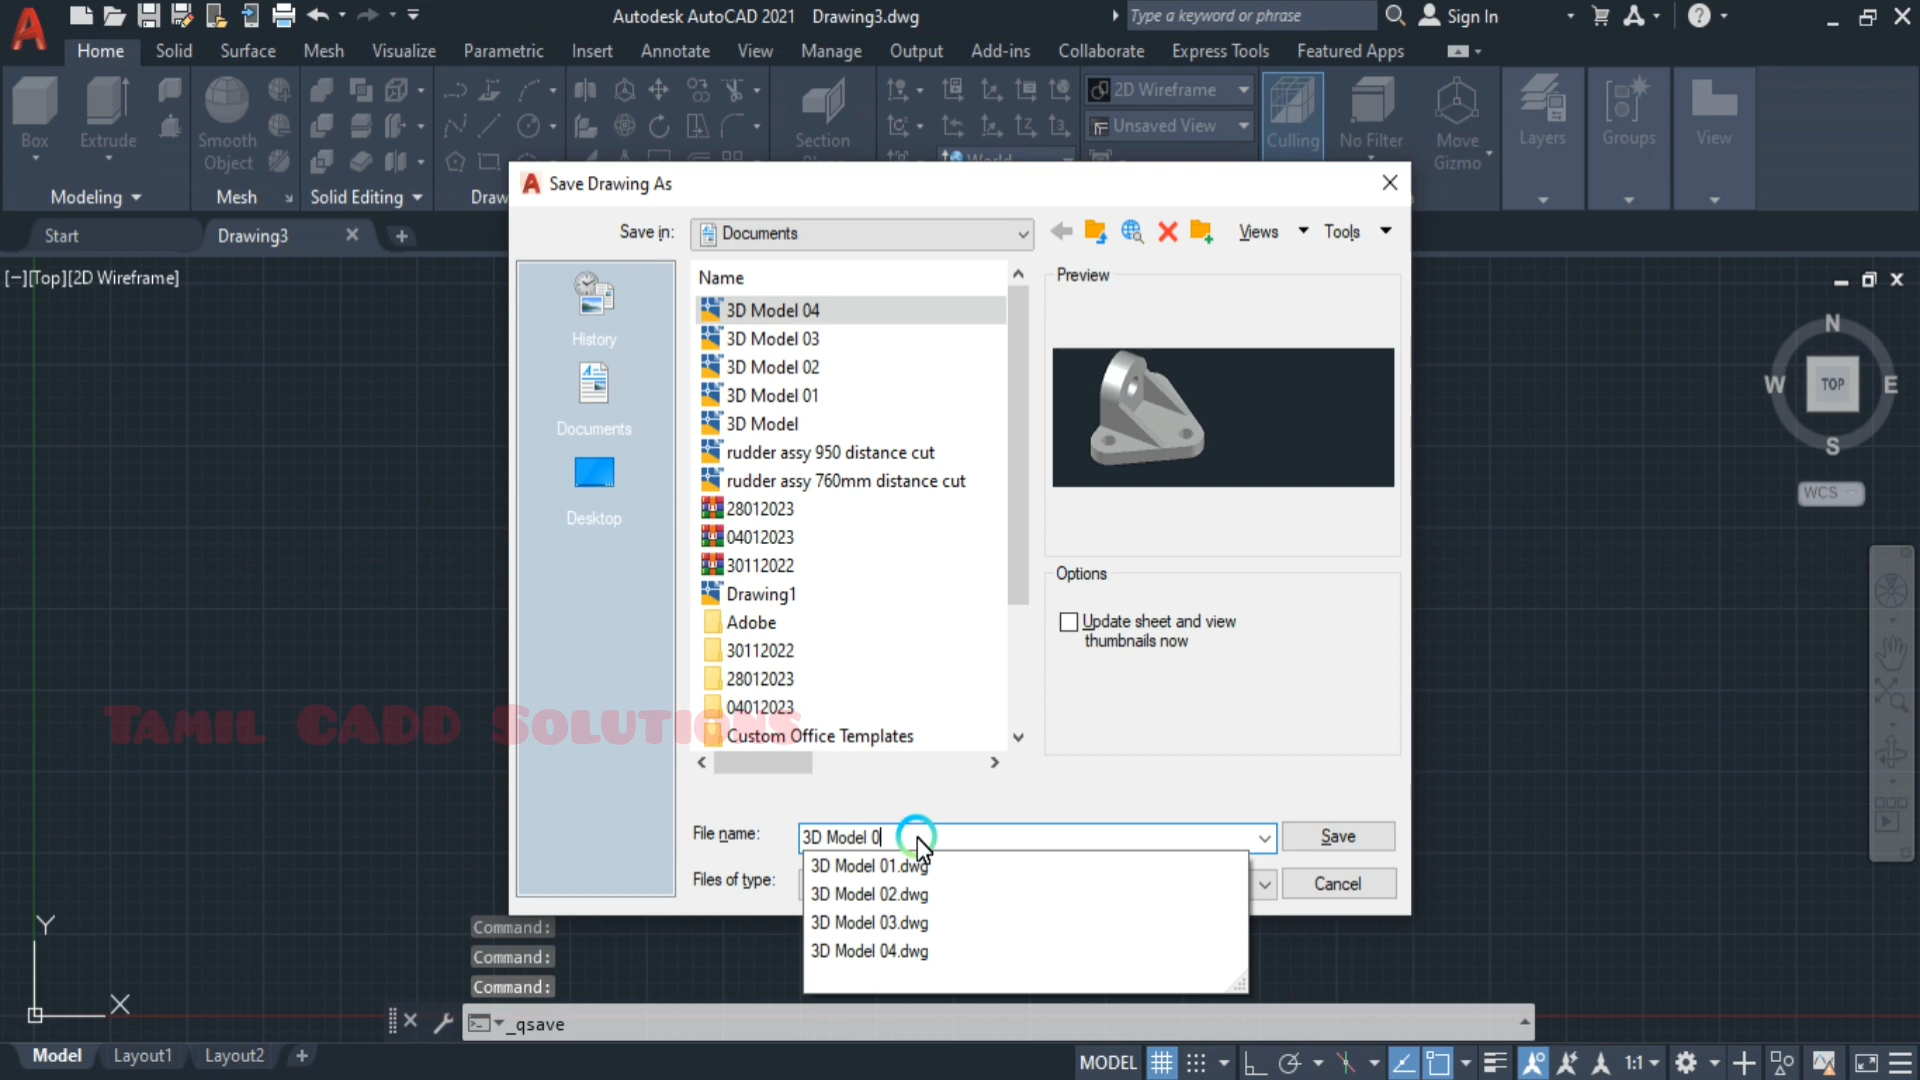 Autodesk AutoCAD 2021 Drawing3.dwg
Type a keyword or phrase
Sign In
Home Solid Surface Mesh Visualize Parametric Insert Annotate View Manage Output Add-ins Collaborate Express Tools Featured Apps
Box
Extrude
Smooth Object
Section
World
2D Wireframe
Unsaved View
Culling
No Filter
Move Gizmo
Layers
Groups
View
Modeling
Mesh
Solid Editing
Draw
Start
Drawing3
[−][Top][2D Wireframe]
Save Drawing As
Save in:
Documents
Views
Tools
History
Documents
Desktop
Name
3D Model 04
3D Model 03
3D Model 02
3D Model 01
3D Model
rudder assy 950 distance cut
rudder assy 760mm distance cut
28012023
04012023
30112022
Drawing1
Adobe
30112022
28012023
04012023
Custom Office Templates
Preview
Options
Update sheet and view
thumbnails now
File name:
3D Model 0
Save
Files of type:
Cancel
3D Model 01.dwg
3D Model 02.dwg
3D Model 03.dwg
3D Model 04.dwg
N
W
TOP
E
S
WCS
TAMIL CADD SOLUTIONS
Y
X
Command:
Command:
Command:
_qsave
Model
Layout1
Layout2
MODEL
1:1